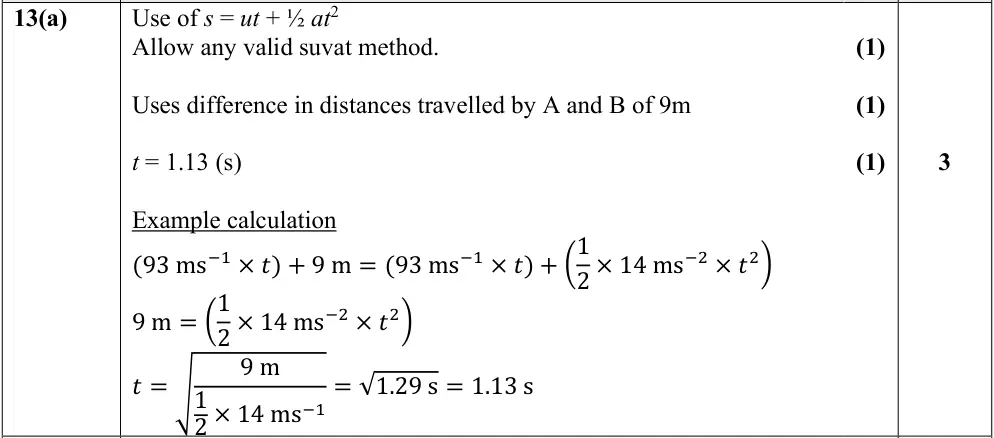 13(a) Use of s = ut + ½ at²
Allow any valid suvat method. (1)
Uses difference in distances travelled by A and B of 9m (1)
t = 1.13 (s) (1) 3
Example calculation
(93 ms⁻¹ × t) + 9 m = (93 ms⁻¹ × t) + (1/2 × 14 ms⁻² × t²)
9 m = (1/2 × 14 ms⁻² × t²)
t = √(9 m / (1/2 × 14 ms⁻¹)) = √1.29 s = 1.13 s